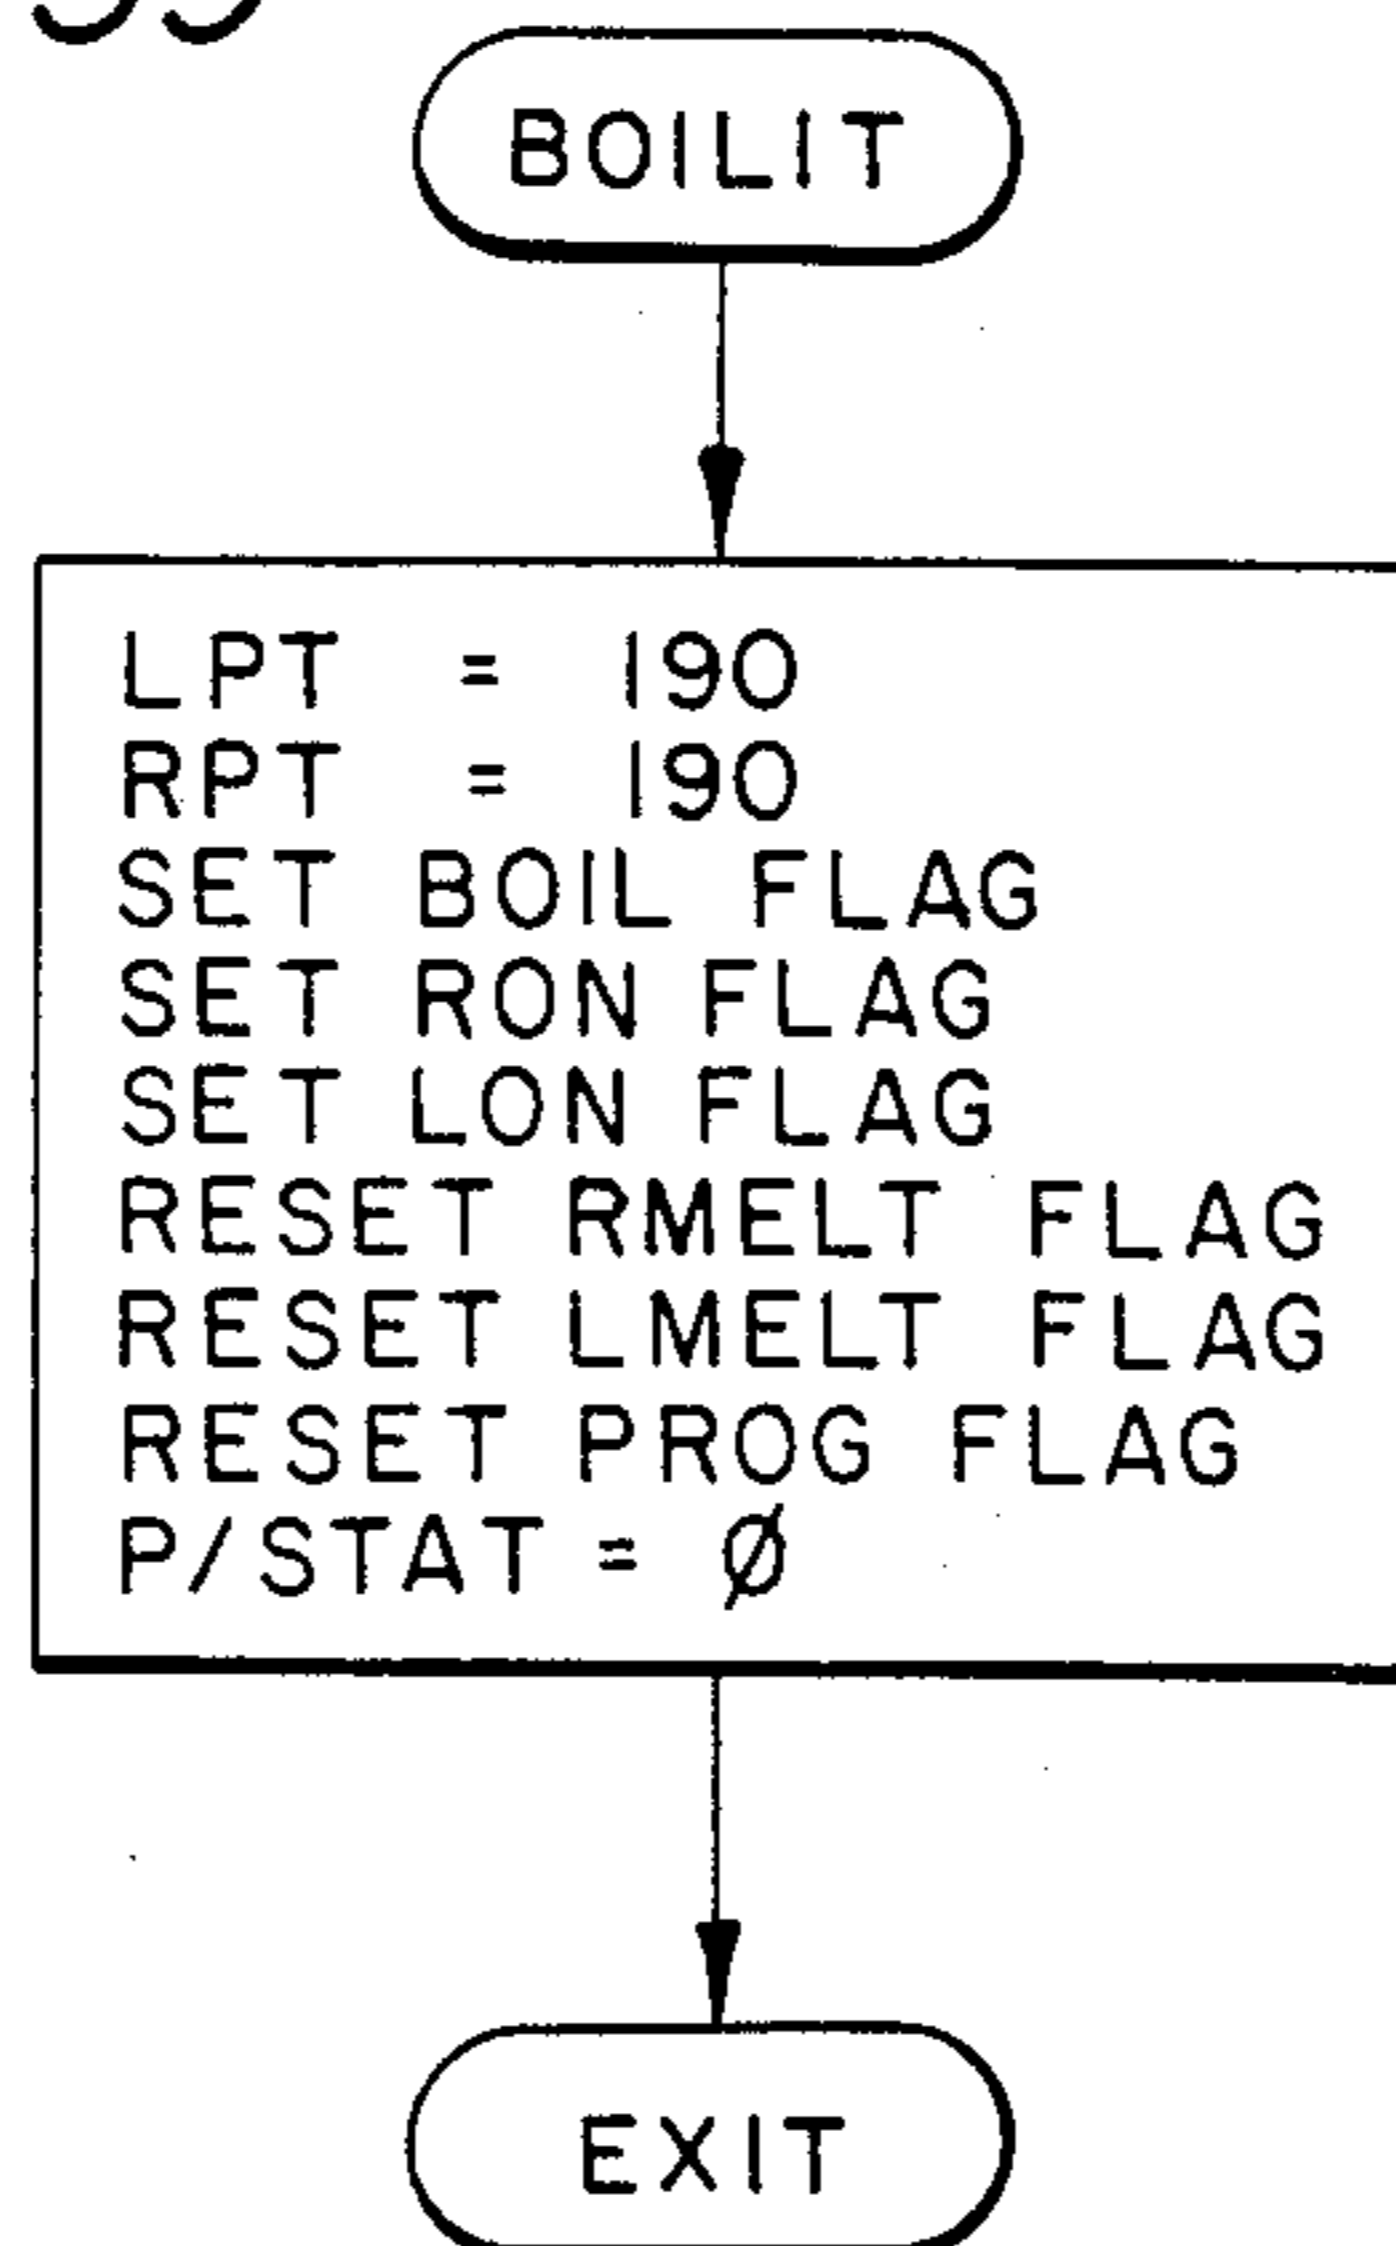 BOILIT
LPT = 190
RPT = 190
SET BOIL FLAG
SET RON FLAG
SET LON FLAG
RESET RMELT FLAG
RESET LMELT FLAG
RESET PROG FLAG
P/STAT = Ø
EXIT